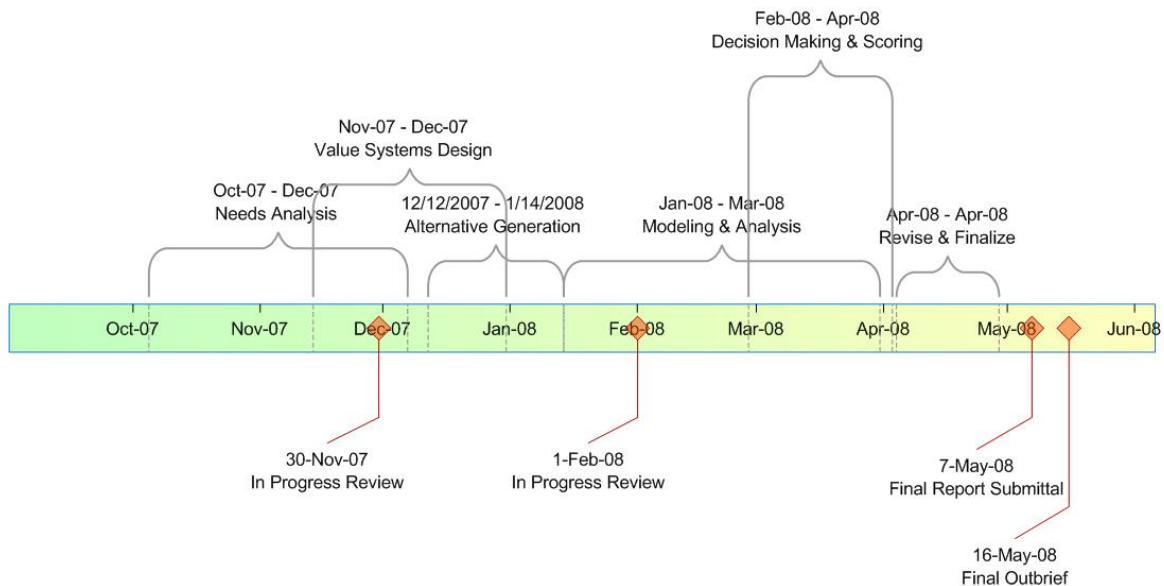 Feb-08 - Apr-08
Decision Making & Scoring
Nov-07 - Dec-07
Value Systems Design
Oct-07 - Dec-07
Needs Analysis
12/12/2007 - 1/14/2008
Alternative Generation
Jan-08 - Mar-08
Modeling & Analysis
Apr-08 - Apr-08
Revise & Finalize
Oct-07 Nov-07 Dec-07 Jan-08 Feb-08 Mar-08 Apr-08 May-08 Jun-08
30-Nov-07
In Progress Review
1-Feb-08
In Progress Review
7-May-08
Final Report Submittal
16-May-08
Final Outbrief